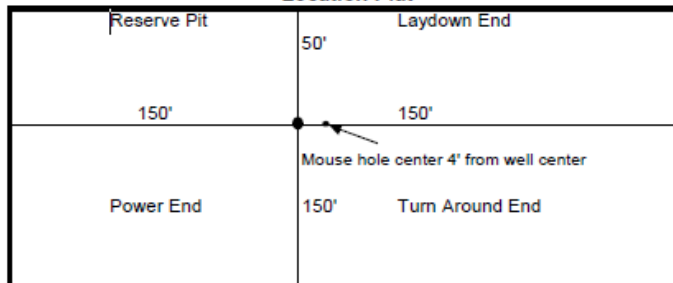 Reserve Pit
Laydown End
50'
150'
150'
Mouse hole center 4' from well center
Power End
150'
Turn Around End